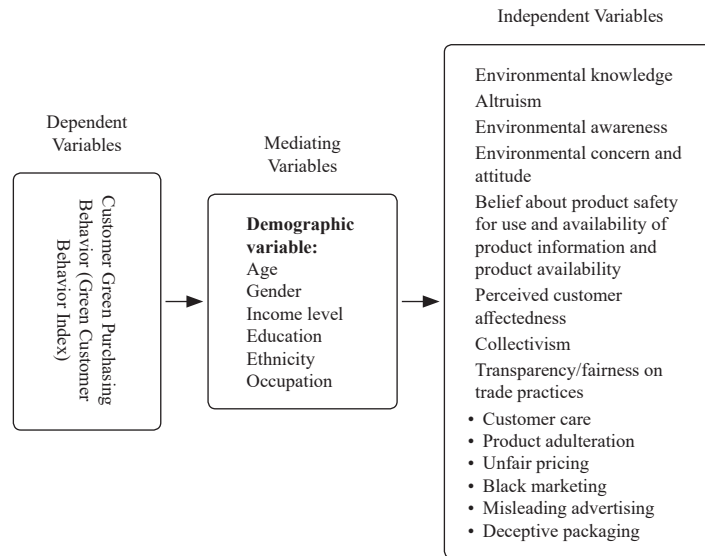 Dependent
Variables
Customer Green Purchasing
Behavior (Green Customer
Behavior Index)
Mediating
Variables
Demographic
variable:
Age
Gender
Income level
Education
Ethnicity
Occupation
Independent Variables
Environmental knowledge
Altruism
Environmental awareness
Environmental concern and
attitude
Belief about product safety
for use and availability of
product information and
product availability
Perceived customer
affectedness
Collectivism
Transparency/fairness on
trade practices
• Customer care
• Product adulteration
• Unfair pricing
• Black marketing
• Misleading advertising
• Deceptive packaging